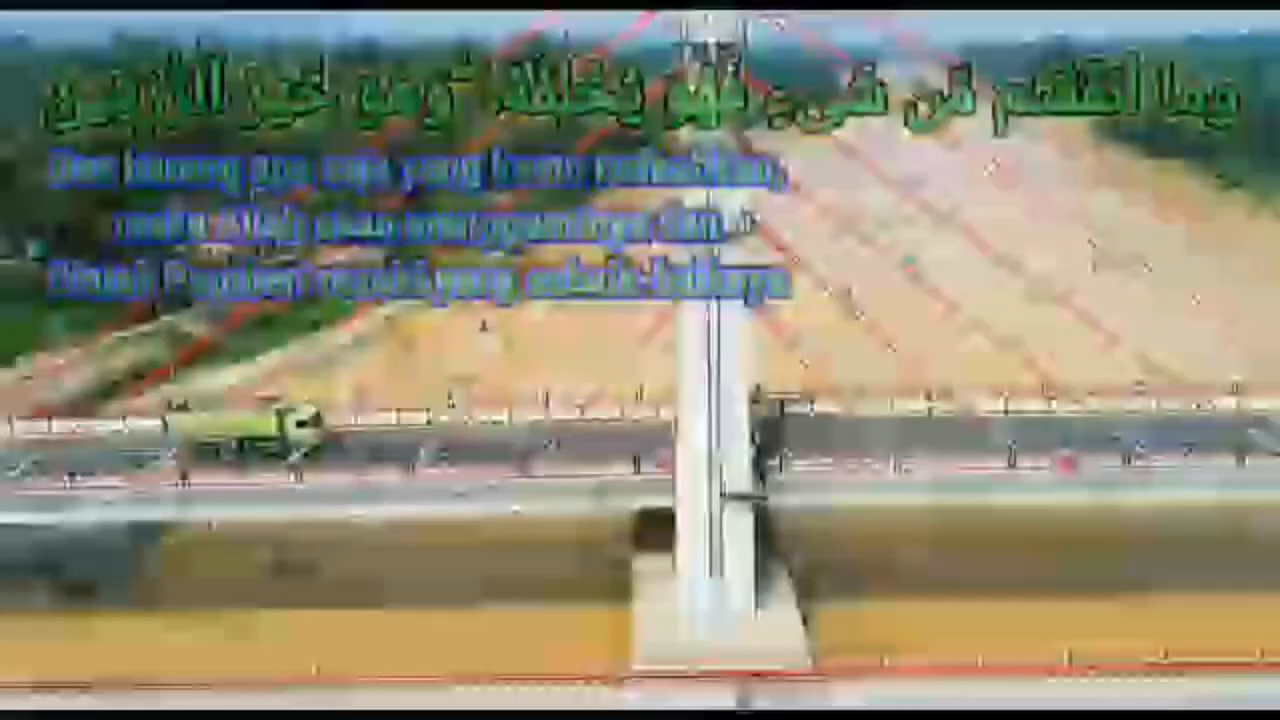 وما أنفقتم من شيء فهو يخلفه وهو خير الرازقين
Dan barang apa saja yang kamu nafkahkan,
maka Allah akan menggantinya dan
Dialah Pemberi rezeki yang sebaik-baiknya